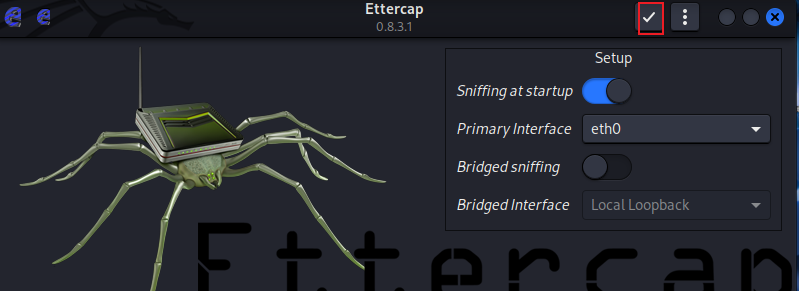 Ettercap
0.8.3.1
Setup
Sniffing at startup
Primary Interface eth0
Bridged sniffing
Bridged Interface Local Loopback
Ettercap